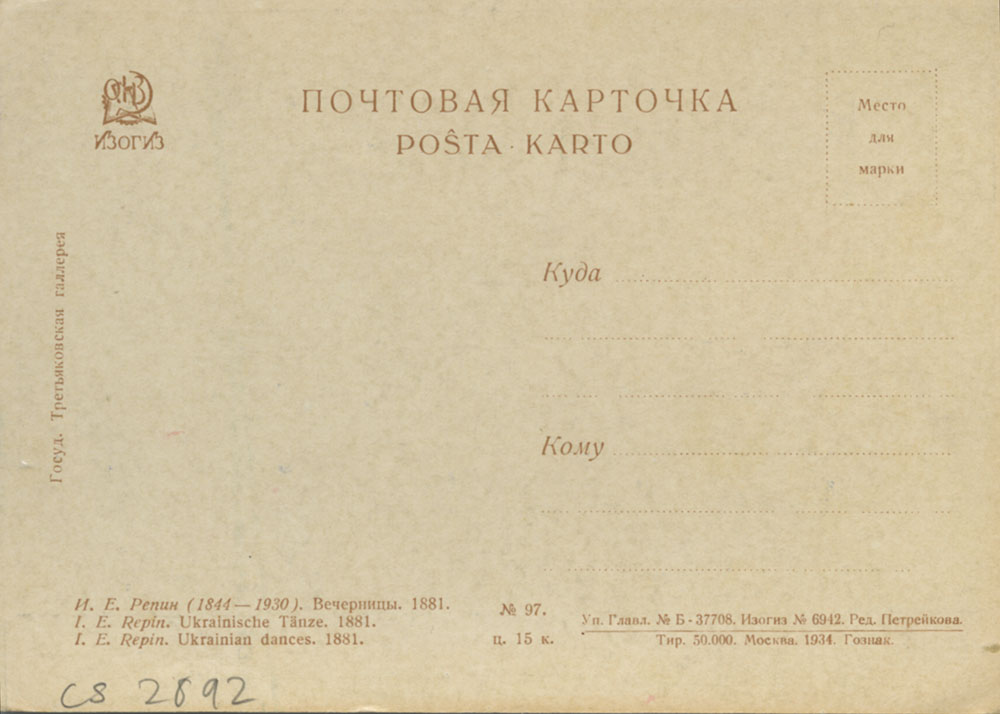 ИЗОГИЗ
ПОЧТОВАЯ КАРТОЧКА
POŜTA · KARTO
Место
для
марки
Госуд. Третьяковская галлерея
Куда
Кому
И. Е. Репин (1844—1930). Вечерницы. 1881.
I. E. Repin. Ukrainische Tänze. 1881.
I. E. Repin. Ukrainian dances. 1881.
№ 97.
ц. 15 к.
Уп. Главл. № Б - 37708. Изогиз № 6942. Ред. Петрейкова.
Тир. 50.000. Москва. 1934. Гознак.
CS 2892